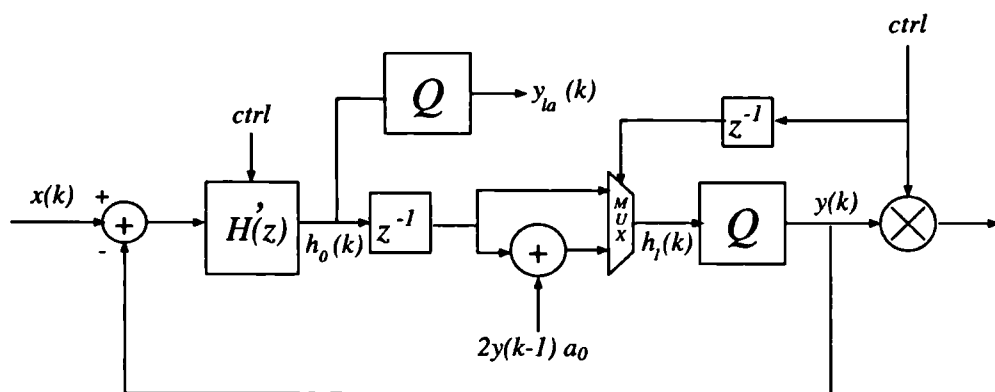 ctrl
Q
y_la (k)
ctrl
z^-1
x(k)
+
+
-
H'(z)
h_0 (k)
z^-1
+
MUX
h_1 (k)
Q
y(k)
2y(k-1) a_0